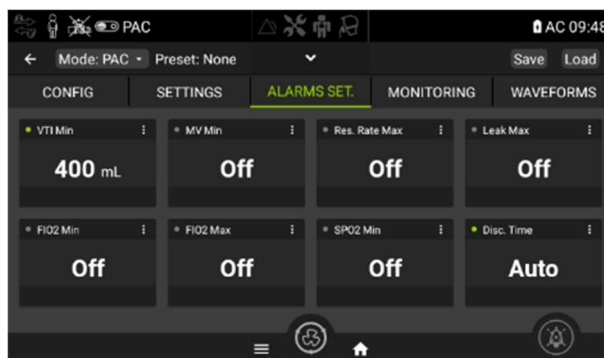 PAC AC 09:48
Mode: PAC Preset: None Save Load
CONFIG SETTINGS ALARMS SET. MONITORING WAVEFORMS
VTI Min MV Min Res. Rate Max Leak Max
400 mL Off Off Off
FIO2 Min FIO2 Max SPO2 Min Disc. Time
Off Off Off Auto